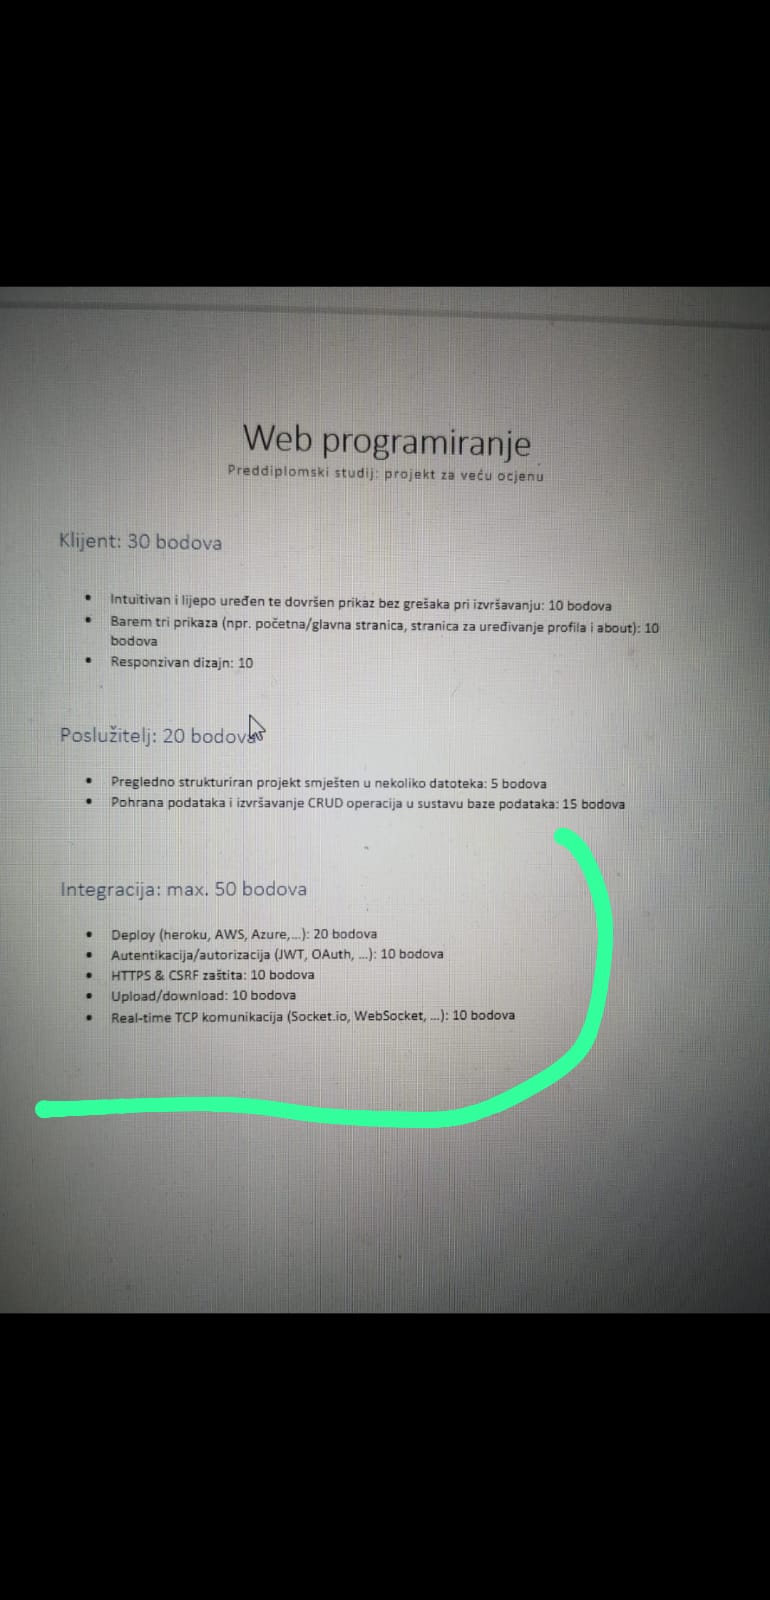 Web programiranje
Preddiplomski studij: projekt za veću ocjenu
Klijent: 30 bodova
• Intuitivan i lijepo uređen te dovršen prikaz bez grešaka pri izvršavanju: 10 bodova
• Barem tri prikaza (npr. početna/glavna stranica, stranica za uređivanje profila i about): 10
bodova
• Responzivan dizajn: 10
Poslužitelj: 20 bodova
• Pregledno strukturiran projekt smješten u nekoliko datoteka: 5 bodova
• Pohrana podataka i izvršavanje CRUD operacija u sustavu baze podataka: 15 bodova
Integracija: max. 50 bodova
• Deploy (heroku, AWS, Azure,...): 20 bodova
• Autentikacija/autorizacija (JWT, OAuth, ...): 10 bodova
• HTTPS & CSRF zaštita: 10 bodova
• Upload/download: 10 bodova
• Real-time TCP komunikacija (Socket.io, WebSocket, ...): 10 bodova